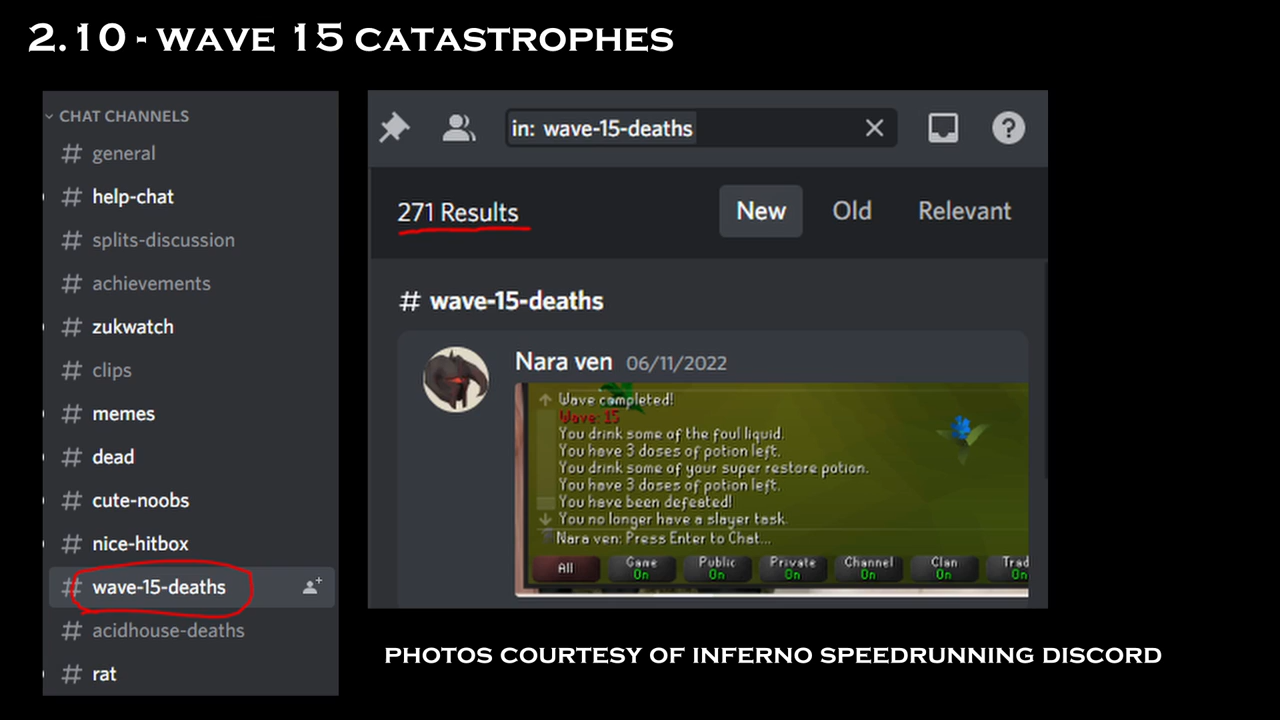 2.10 - WAVE 15 CATASTROPHES
CHAT CHANNELS
# general
# help-chat
# splits-discussion
# achievements
# zukwatch
# clips
# memes
# dead
# cute-noobs
# nice-hitbox
# wave-15-deaths
# acidhouse-deaths
# rat
in: wave-15-deaths
271 Results
New Old Relevant
# wave-15-deaths
Nara ven 06/11/2022
Wave completed!
Wave: 15
You drink some of the foul liquid.
You have 3 doses of potion left.
You drink some of your super restore potion.
You have 3 doses of potion left.
You have been defeated!
You no longer have a slayer task.
Nara ven: Press Enter to Chat...
All Game Public Private Channel Clan Trad
On On On On On On
PHOTOS COURTESY OF INFERNO SPEEDRUNNING DISCORD